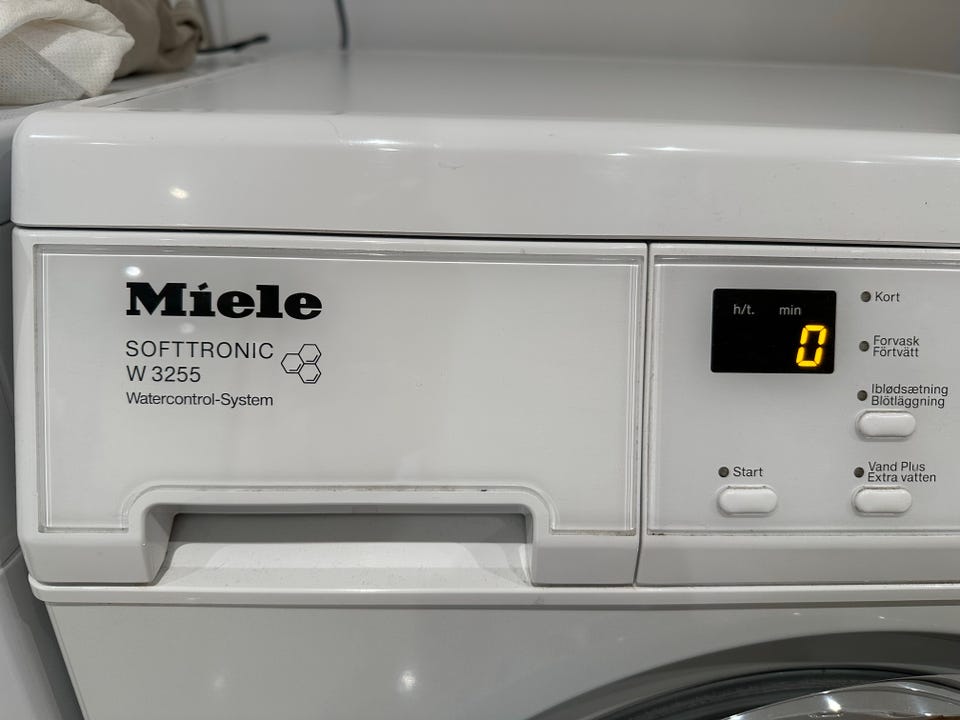 Miele
SOFTTRONIC
W 3255
Watercontrol-System
h/t. min
0
Kort
Forvask
Förtvätt
Iblødsætning
Blötläggning
Start
Vand Plus
Extra vatten